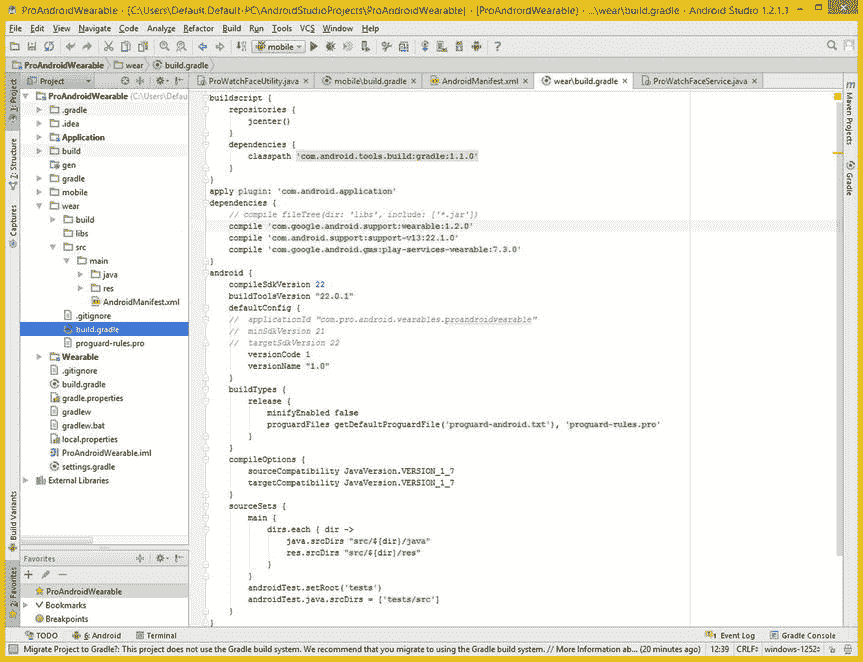 ProAndroidWearable - [C:\Users\Default.Default-PC\AndroidStudioProjects\ProAndroidWearable] - [ProAndroidWearable] - ...\wear\build.gradle - Android Studio 1.2.1.1
File Edit View Navigate Code Analyze Refactor Build Run Tools VCS Window Help
mobile
ProAndroidWearable wear build.gradle
Project
ProWatchFaceUtility.java mobile\build.gradle AndroidManifest.xml wear\build.gradle ProWatchFaceService.java
1: Project
2: Structure
Captures
Build Variants
2: Favorites
ProAndroidWearable (C:\Users\Defau
.gradle
.idea
Application
build
gen
gradle
mobile
wear
build
libs
src
main
java
res
AndroidManifest.xml
.gitignore
build.gradle
proguard-rules.pro
Wearable
.gitignore
build.gradle
gradle.properties
gradlew
gradlew.bat
local.properties
ProAndroidWearable.iml
settings.gradle
External Libraries
Favorites
ProAndroidWearable
Bookmarks
Breakpoints
buildscript {
repositories {
jcenter()
}
dependencies {
classpath 'com.android.tools.build:gradle:1.1.0'
}
}
apply plugin: 'com.android.application'
dependencies {
// compile fileTree(dir: 'libs', include: ['*.jar'])
compile 'com.google.android.support:wearable:1.2.0'
compile 'com.android.support:support-v13:22.1.0'
compile 'com.google.android.gms:play-services-wearable:7.3.0'
}
android {
compileSdkVersion 22
buildToolsVersion "22.0.1"
defaultConfig {
// applicationId "com.pro.android.wearables.proandroidwearable"
// minSdkVersion 21
// targetSdkVersion 22
versionCode 1
versionName "1.0"
}
buildTypes {
release {
minifyEnabled false
proguardFiles getDefaultProguardFile('proguard-android.txt'), 'proguard-rules.pro'
}
}
compileOptions {
sourceCompatibility JavaVersion.VERSION_1_7
targetCompatibility JavaVersion.VERSION_1_7
}
sourceSets {
main {
dirs.each { dir ->
java.srcDirs "src/${dir}/java"
res.srcDirs "src/${dir}/res"
}
}
androidTest.setRoot('tests')
androidTest.java.srcDirs = ['tests/src']
}
}
Maven Projects
Gradle
TODO 6: Android Terminal Event Log Gradle Console
Migrate Project to Gradle?: This project does not use the Gradle build system. We recommend that you migrate to using the Gradle build system. // More Information ab... (20 minutes ago) 12:39 CRLF windows-1252